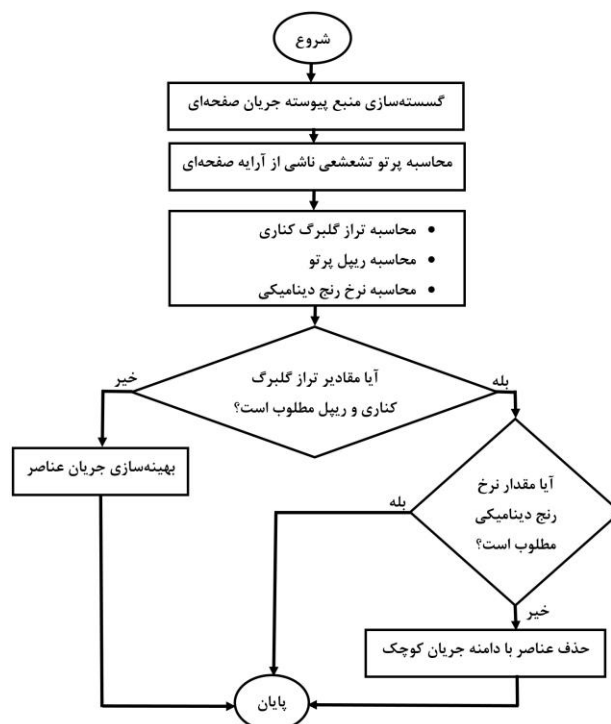 شروع
گسسته‌سازی منبع پیوسته جریان صفحه‌ای
محاسبه پرتو تشعشعی ناشی از آرایه صفحه‌ای
• محاسبه تراز گلبرگ کناری
• محاسبه ریپل پرتو
• محاسبه نرخ رنج دینامیکی
آیا مقادیر تراز گلبرگ
کناری و ریپل مطلوب است؟
بله
خیر
بهینه‌سازی جریان عناصر
آیا مقدار نرخ
رنج دینامیکی
مطلوب است؟
بله
خیر
حذف عناصر با دامنه جریان کوچک
پایان